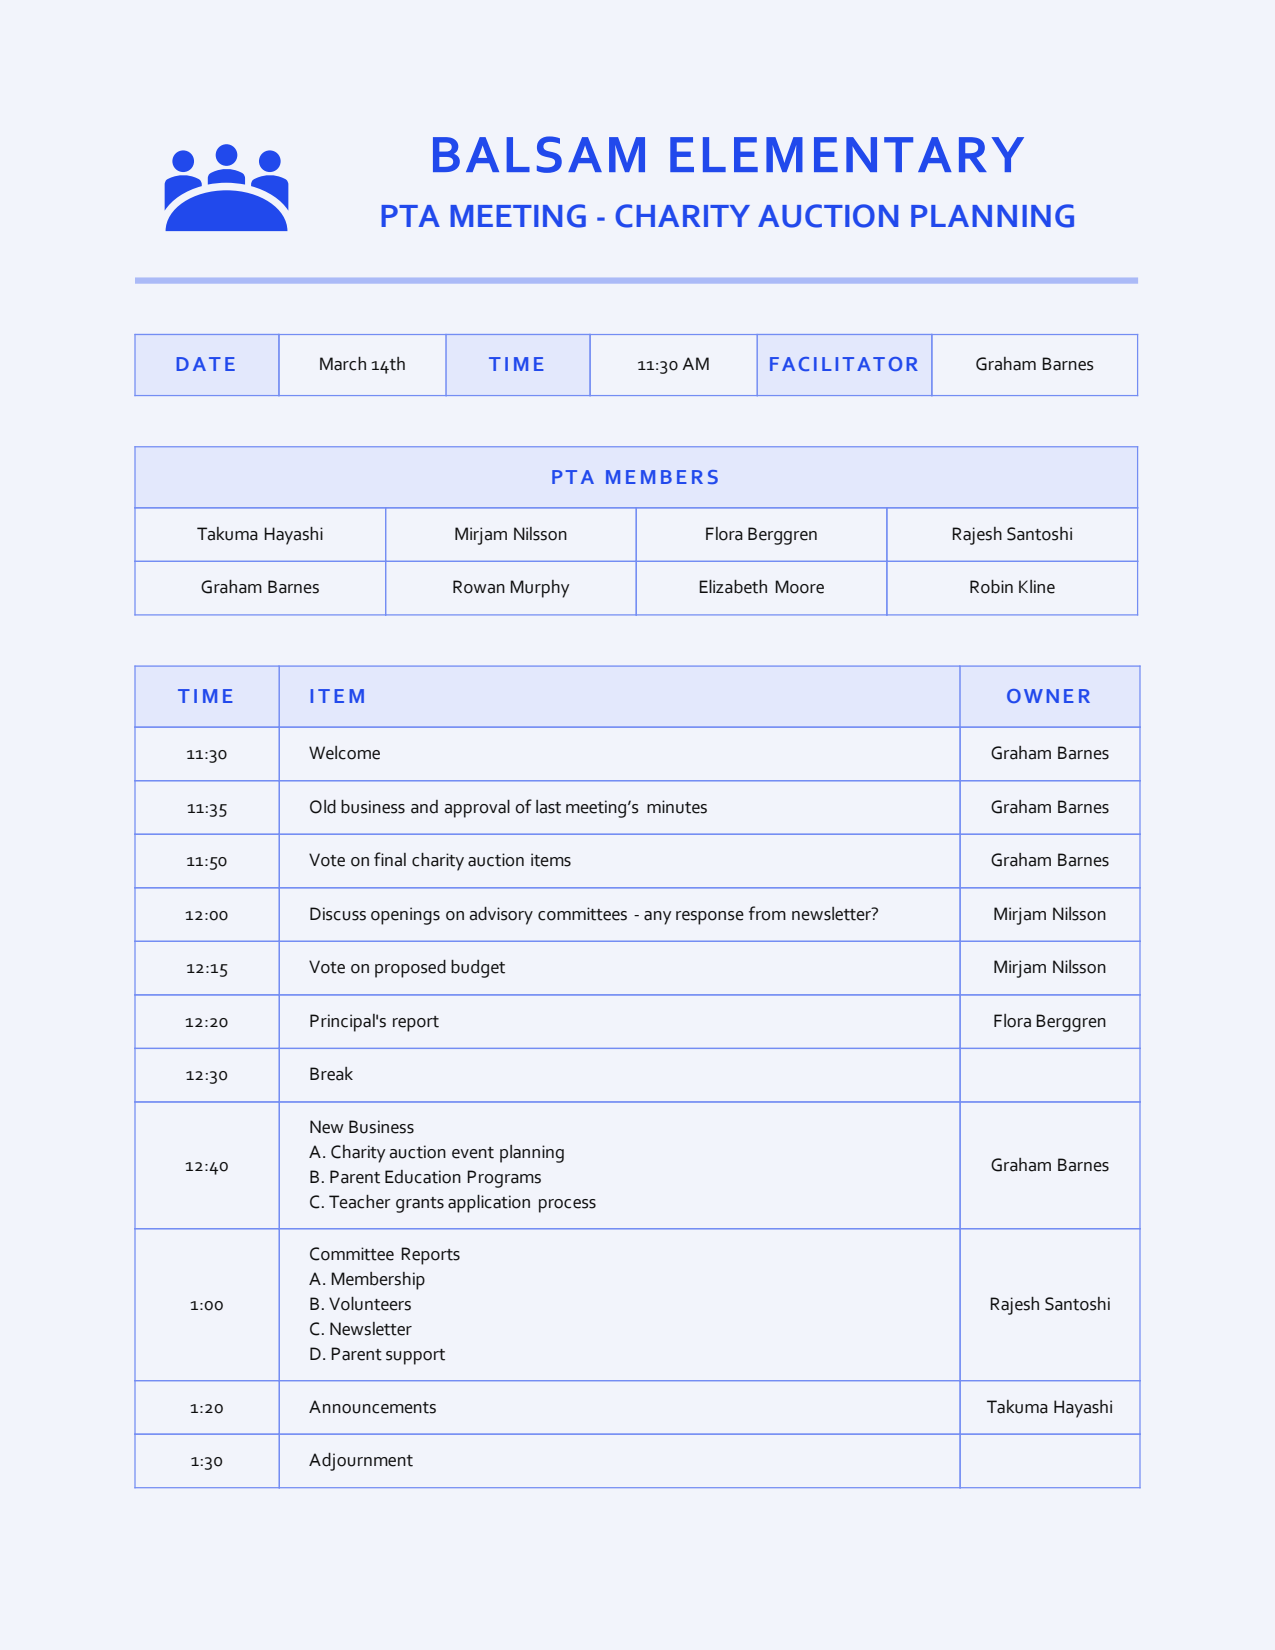 BALSAM ELEMENTARY
PTA MEETING - CHARITY AUCTION PLANNING
DATE March 14th TIME 11:30 AM FACILITATOR Graham Barnes
PTA MEMBERS
Takuma Hayashi Mirjam Nilsson Flora Berggren Rajesh Santoshi
Graham Barnes Rowan Murphy Elizabeth Moore Robin Kline
TIME ITEM OWNER
11:30 Welcome Graham Barnes
11:35 Old business and approval of last meeting’s minutes Graham Barnes
11:50 Vote on final charity auction items Graham Barnes
12:00 Discuss openings on advisory committees - any response from newsletter? Mirjam Nilsson
12:15 Vote on proposed budget Mirjam Nilsson
12:20 Principal's report Flora Berggren
12:30 Break
12:40 New Business Graham Barnes
A. Charity auction event planning
B. Parent Education Programs
C. Teacher grants application process
1:00 Committee Reports Rajesh Santoshi
A. Membership
B. Volunteers
C. Newsletter
D. Parent support
1:20 Announcements Takuma Hayashi
1:30 Adjournment